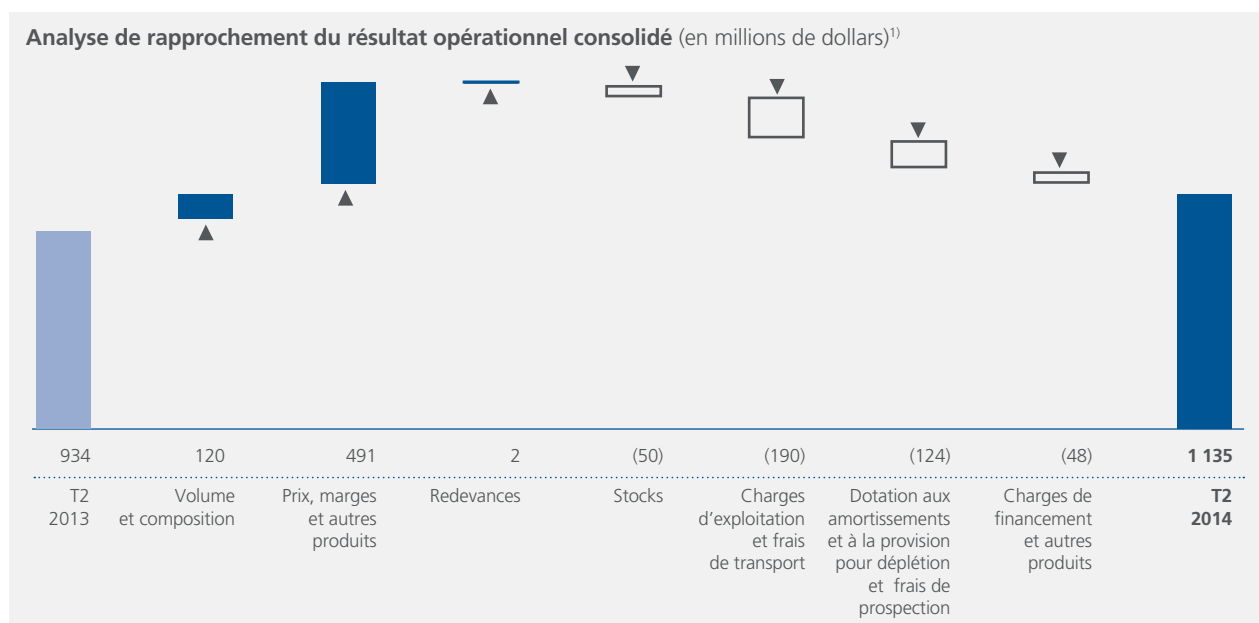 Analyse de rapprochement du résultat opérationnel consolidé (en millions de dollars)1)
934 120 491 2 (50) (190) (124) (48) 1 135
T2
2013
Volume
et composition
Prix, marges
et autres
produits
Redevances
Stocks
Charges
d'exploitation
et frais
de transport
Dotation aux
amortissements
et à la provision
pour déplétion
et frais de
prospection
Charges de
financement
et autres
produits
T2
2014